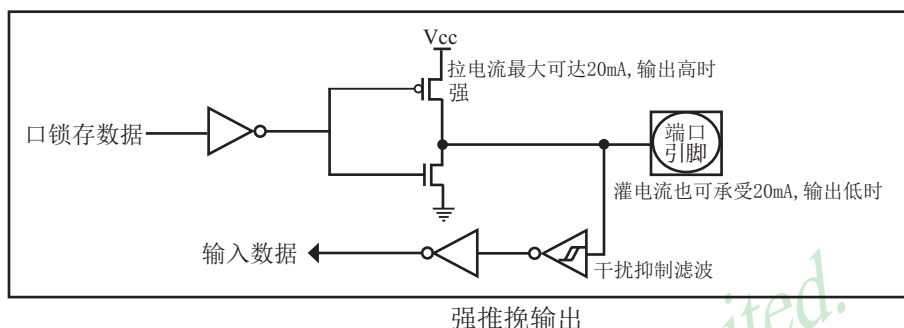 Vcc
拉电流最大可达20mA,输出高时
强
口锁存数据
端口
引脚
灌电流也可承受20mA,输出低时
输入数据
干扰抑制滤波
强推挽输出